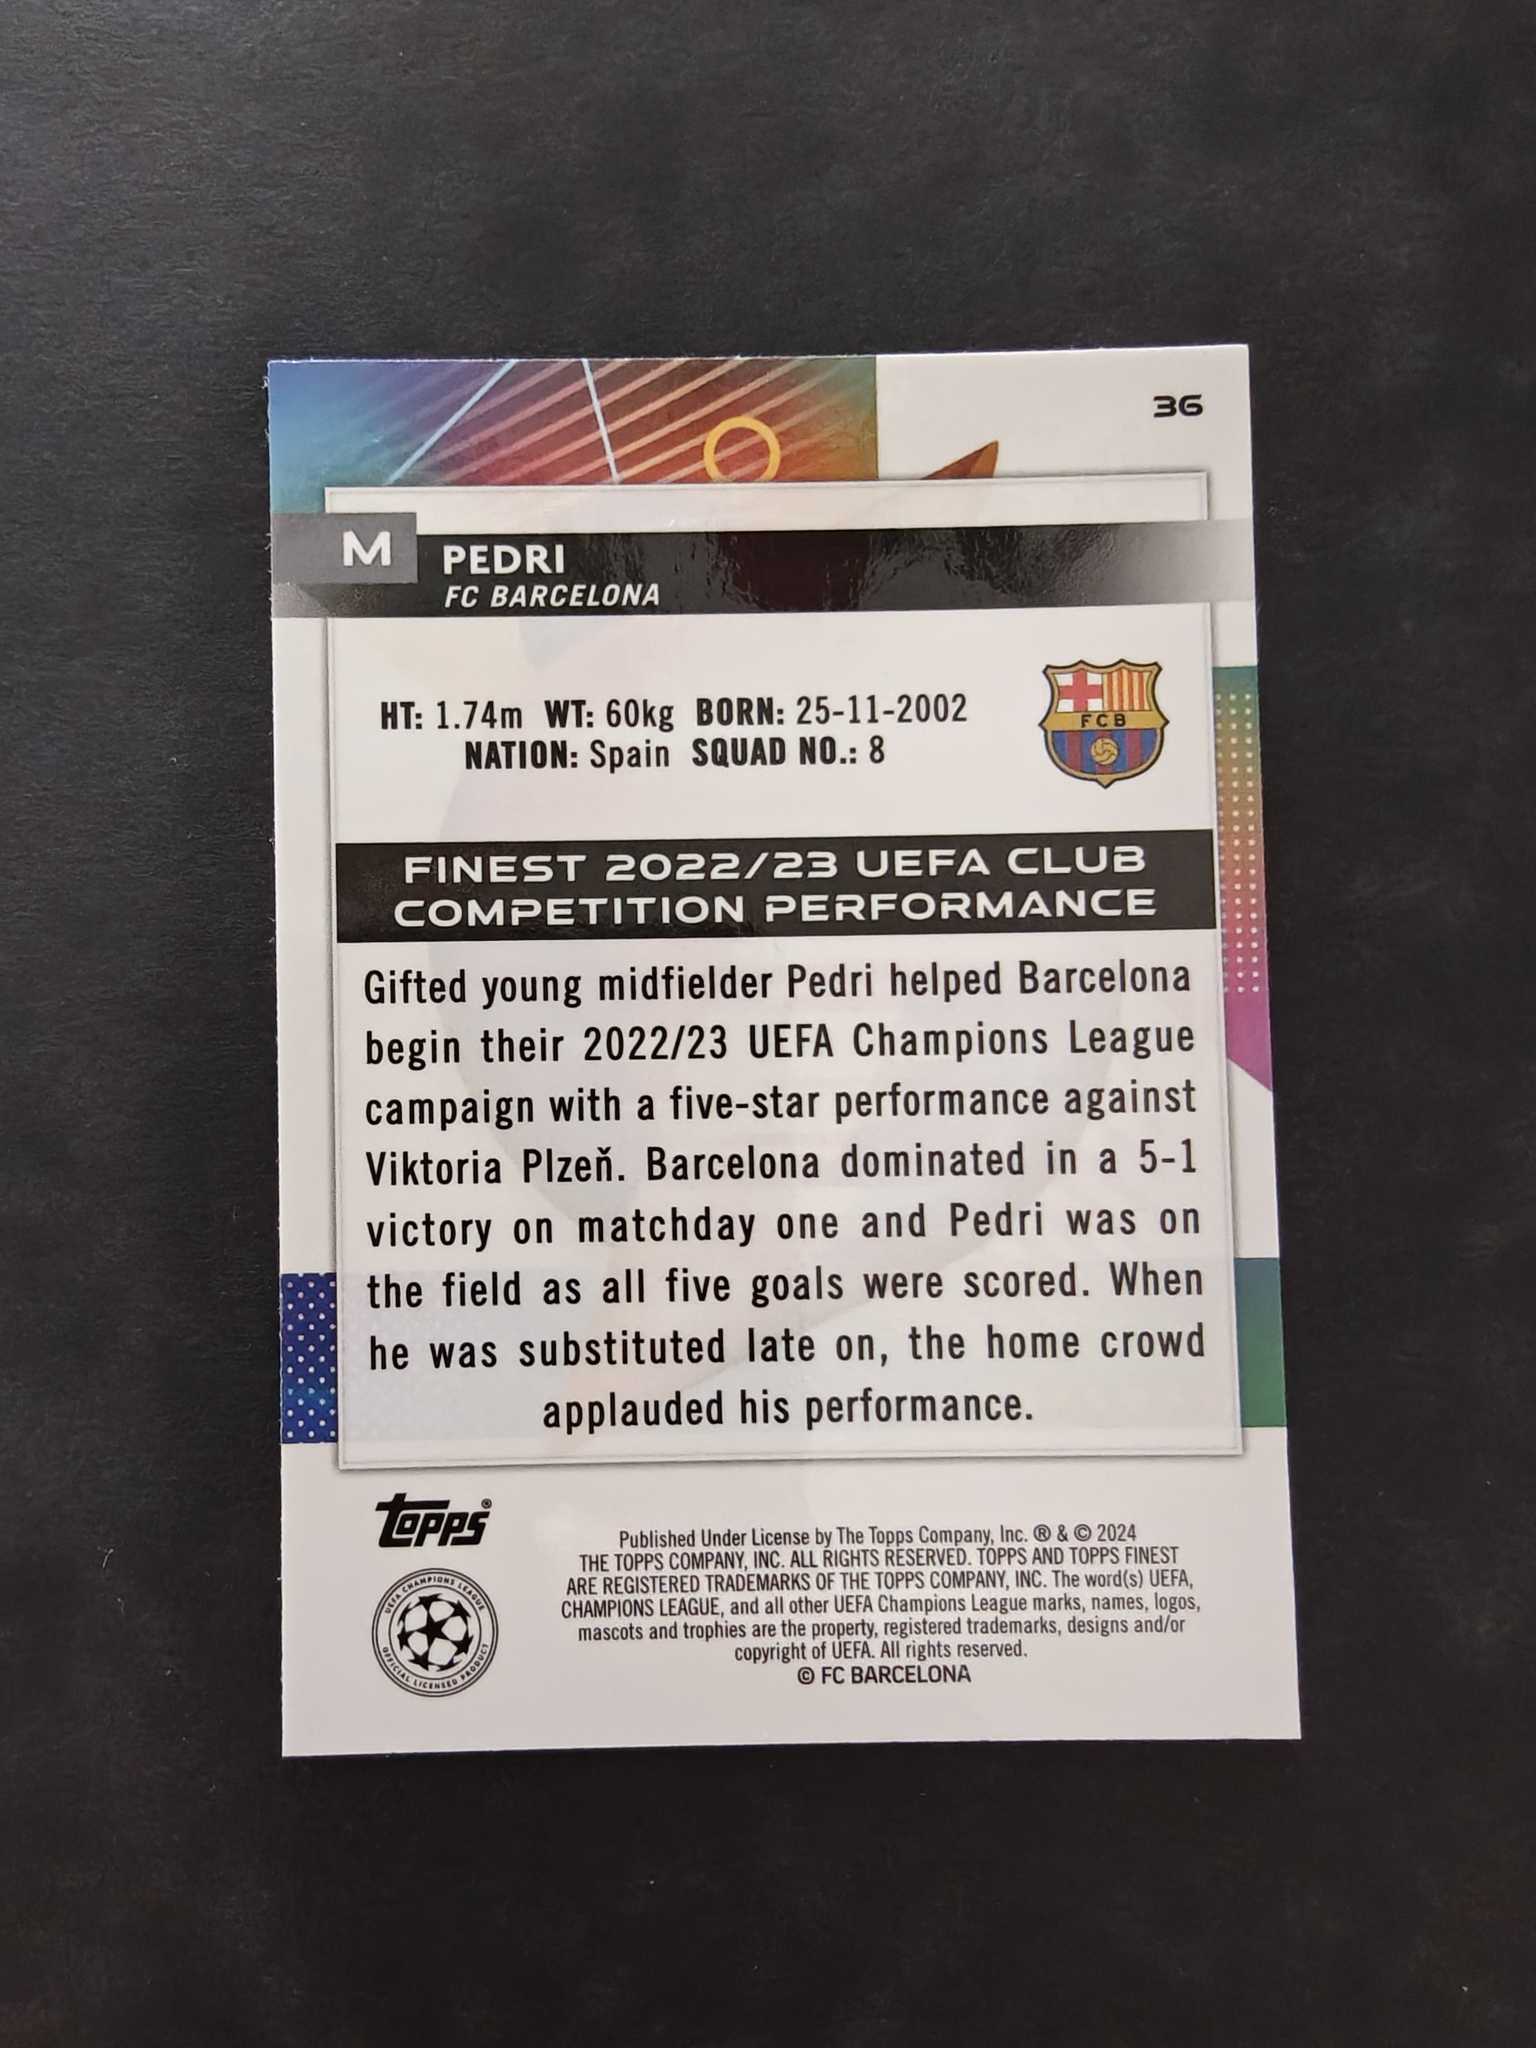 36
M
PEDRI
FC BARCELONA
HT: 1.74m WT: 60kg BORN: 25-11-2002
NATION: Spain SQUAD NO.: 8
FCB
FINEST 2022/23 UEFA CLUB
COMPETITION PERFORMANCE
Gifted young midfielder Pedri helped Barcelona
begin their 2022/23 UEFA Champions League
campaign with a five-star performance against
Viktoria Plzeň. Barcelona dominated in a 5-1
victory on matchday one and Pedri was on
the field as all five goals were scored. When
he was substituted late on, the home crowd
applauded his performance.
Topps®
UEFA CHAMPIONS LEAGUE
OFFICIAL LICENSED PRODUCT
Published Under License by The Topps Company, Inc. ® & © 2024
THE TOPPS COMPANY, INC. ALL RIGHTS RESERVED. TOPPS AND TOPPS FINEST
ARE REGISTERED TRADEMARKS OF THE TOPPS COMPANY, INC. The word(s) UEFA,
CHAMPIONS LEAGUE, and all other UEFA Champions League marks, names, logos,
mascots and trophies are the property, registered trademarks, designs and/or
copyright of UEFA. All rights reserved.
© FC BARCELONA